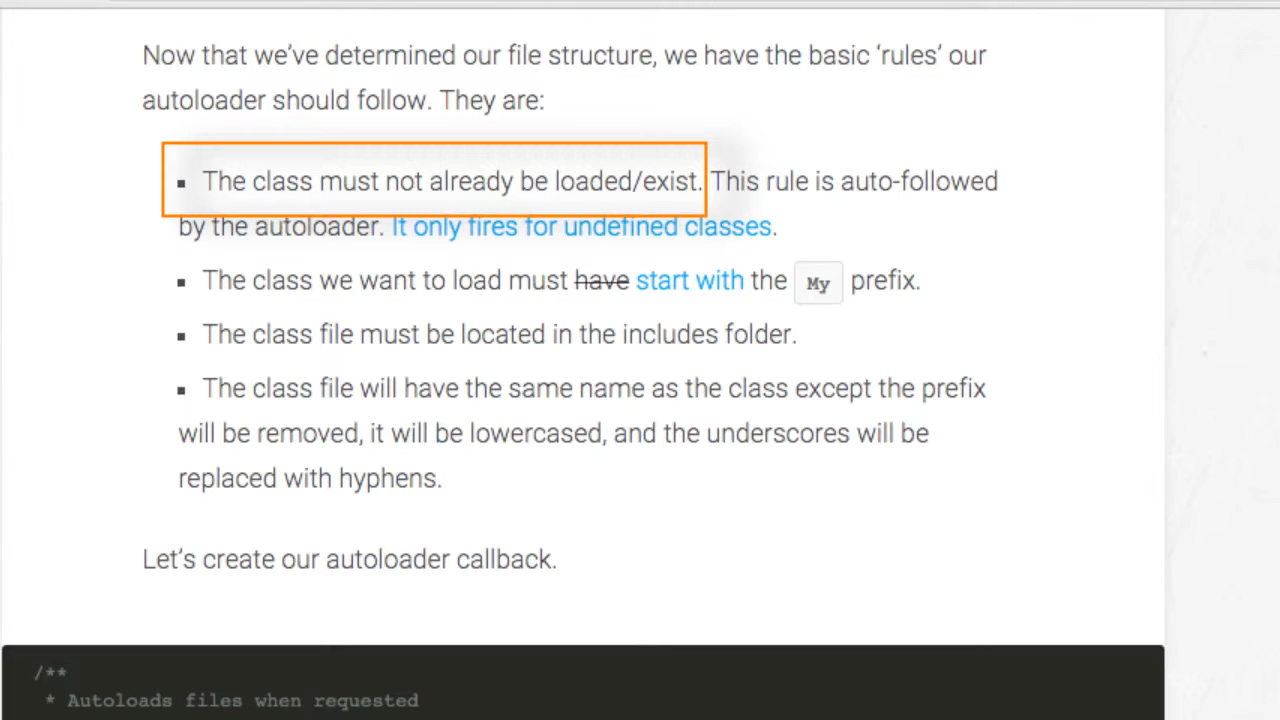 Now that we’ve determined our file structure, we have the basic ‘rules’ our
autoloader should follow. They are:
▪ The class must not already be loaded/exist. This rule is auto-followed
by the autoloader. It only fires for undefined classes.
▪ The class we want to load must have start with the My prefix.
▪ The class file must be located in the includes folder.
▪ The class file will have the same name as the class except the prefix
will be removed, it will be lowercased, and the underscores will be
replaced with hyphens.
Let’s create our autoloader callback.
/**
* Autoloads files when requested